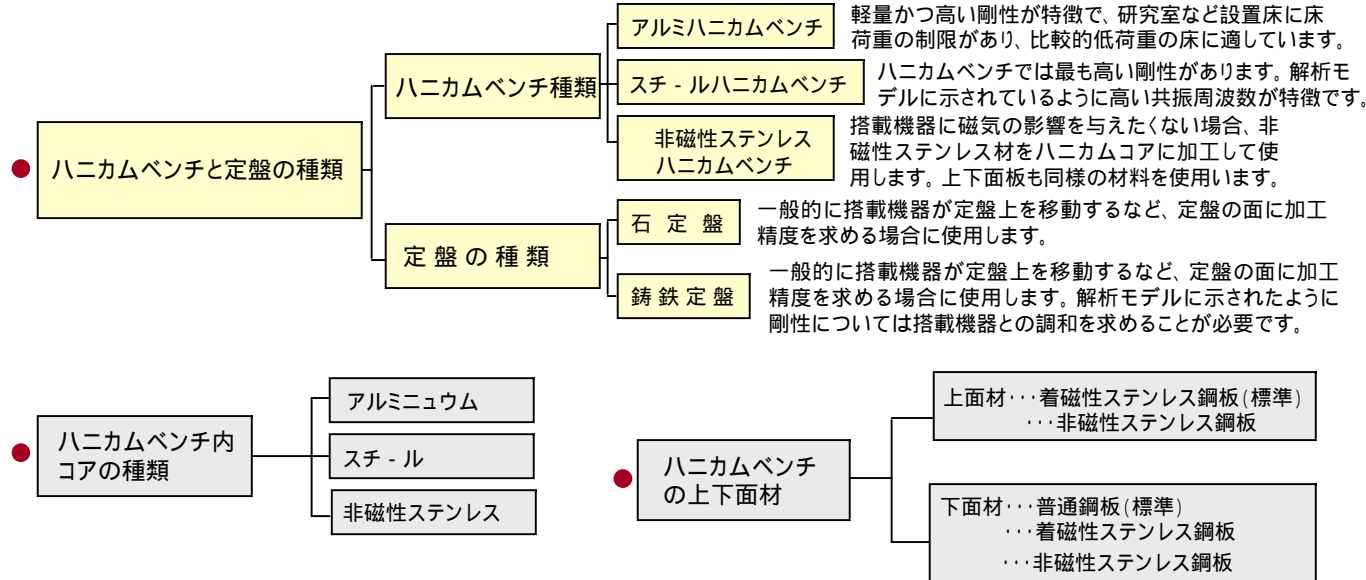 ハニカムベンチと定盤の種類
ハニカムベンチ種類
アルミハニカムベンチ
軽量かつ高い剛性が特徴で、研究室など設置床に床
荷重の制限があり、比較的低荷重の床に適しています。
スチ - ルハニカムベンチ
ハニカムベンチでは最も高い剛性があります。解析モ
デルに示されているように高い共振周波数が特徴です。
非磁性ステンレス
ハニカムベンチ
搭載機器に磁気の影響を与えたくない場合、非
磁性ステンレス材をハニカムコアに加工して使
用します。上下面板も同様の材料を使用います。
定 盤 の 種 類
石 定 盤
一般的に搭載機器が定盤上を移動するなど、定盤の面に加工
精度を求める場合に使用します。
鋳 鉄 定 盤
一般的に搭載機器が定盤上を移動するなど、定盤の面に加工
精度を求める場合に使用します。解析モデルに示されたように
剛性については搭載機器との調和を求めることが必要です。
ハニカムベンチ内
コアの種類
アルミニュウム
スチ - ル
非磁性ステンレス
ハニカムベンチ
の上下面材
上面材･･･着磁性ステンレス鋼板(標準)
･･･非磁性ステンレス鋼板
下面材･･･普通鋼板(標準)
･･･着磁性ステンレス鋼板
･･･非磁性ステンレス鋼板